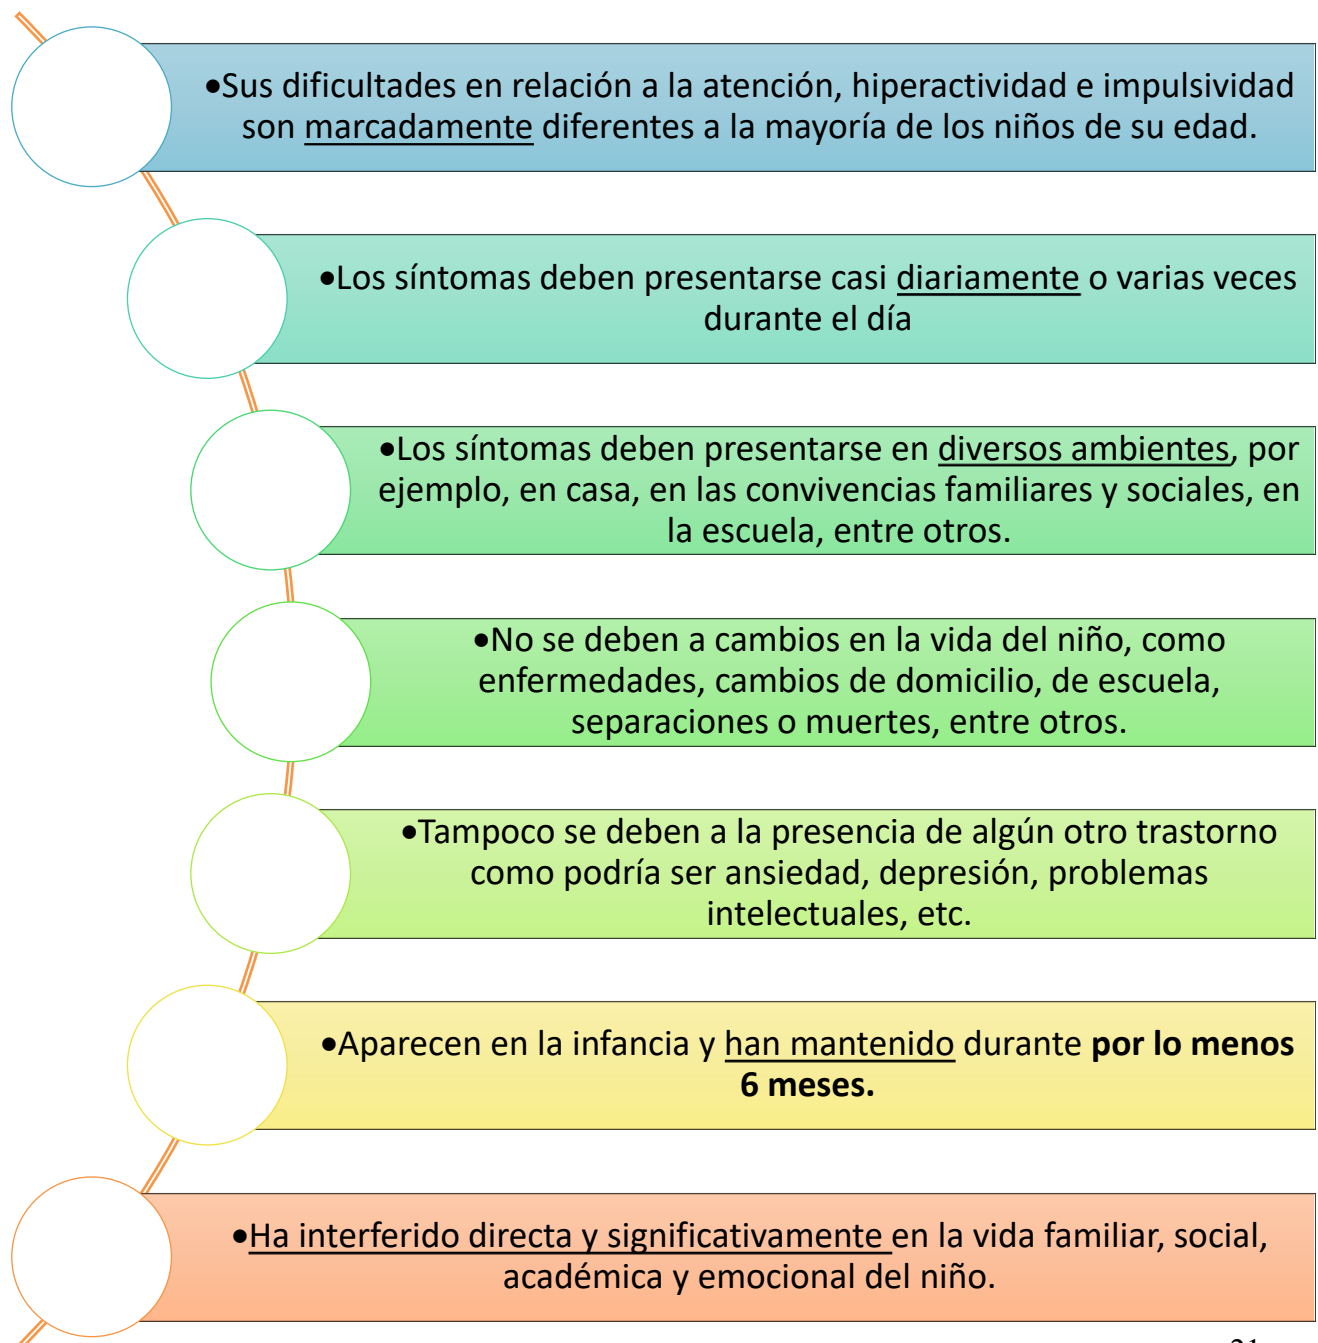 •Sus dificultades en relación a la atención, hiperactividad e impulsividad
son marcadamente diferentes a la mayoría de los niños de su edad.
•Los síntomas deben presentarse casi diariamente o varias veces
durante el día
•Los síntomas deben presentarse en diversos ambientes, por
ejemplo, en casa, en las convivencias familiares y sociales, en
la escuela, entre otros.
•No se deben a cambios en la vida del niño, como
enfermedades, cambios de domicilio, de escuela,
separaciones o muertes, entre otros.
•Tampoco se deben a la presencia de algún otro trastorno
como podría ser ansiedad, depresión, problemas
intelectuales, etc.
•Aparecen en la infancia y han mantenido durante por lo menos
6 meses.
•Ha interferido directa y significativamente en la vida familiar, social,
académica y emocional del niño.